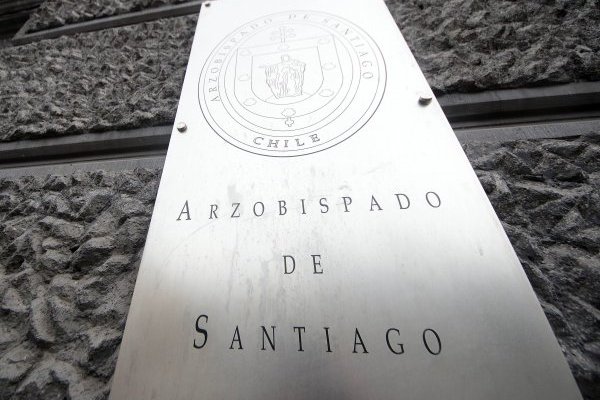 ARZOBISPADO DE SANTIAGO
CHILE
ARZOBISPADO
DE
SANTIAGO